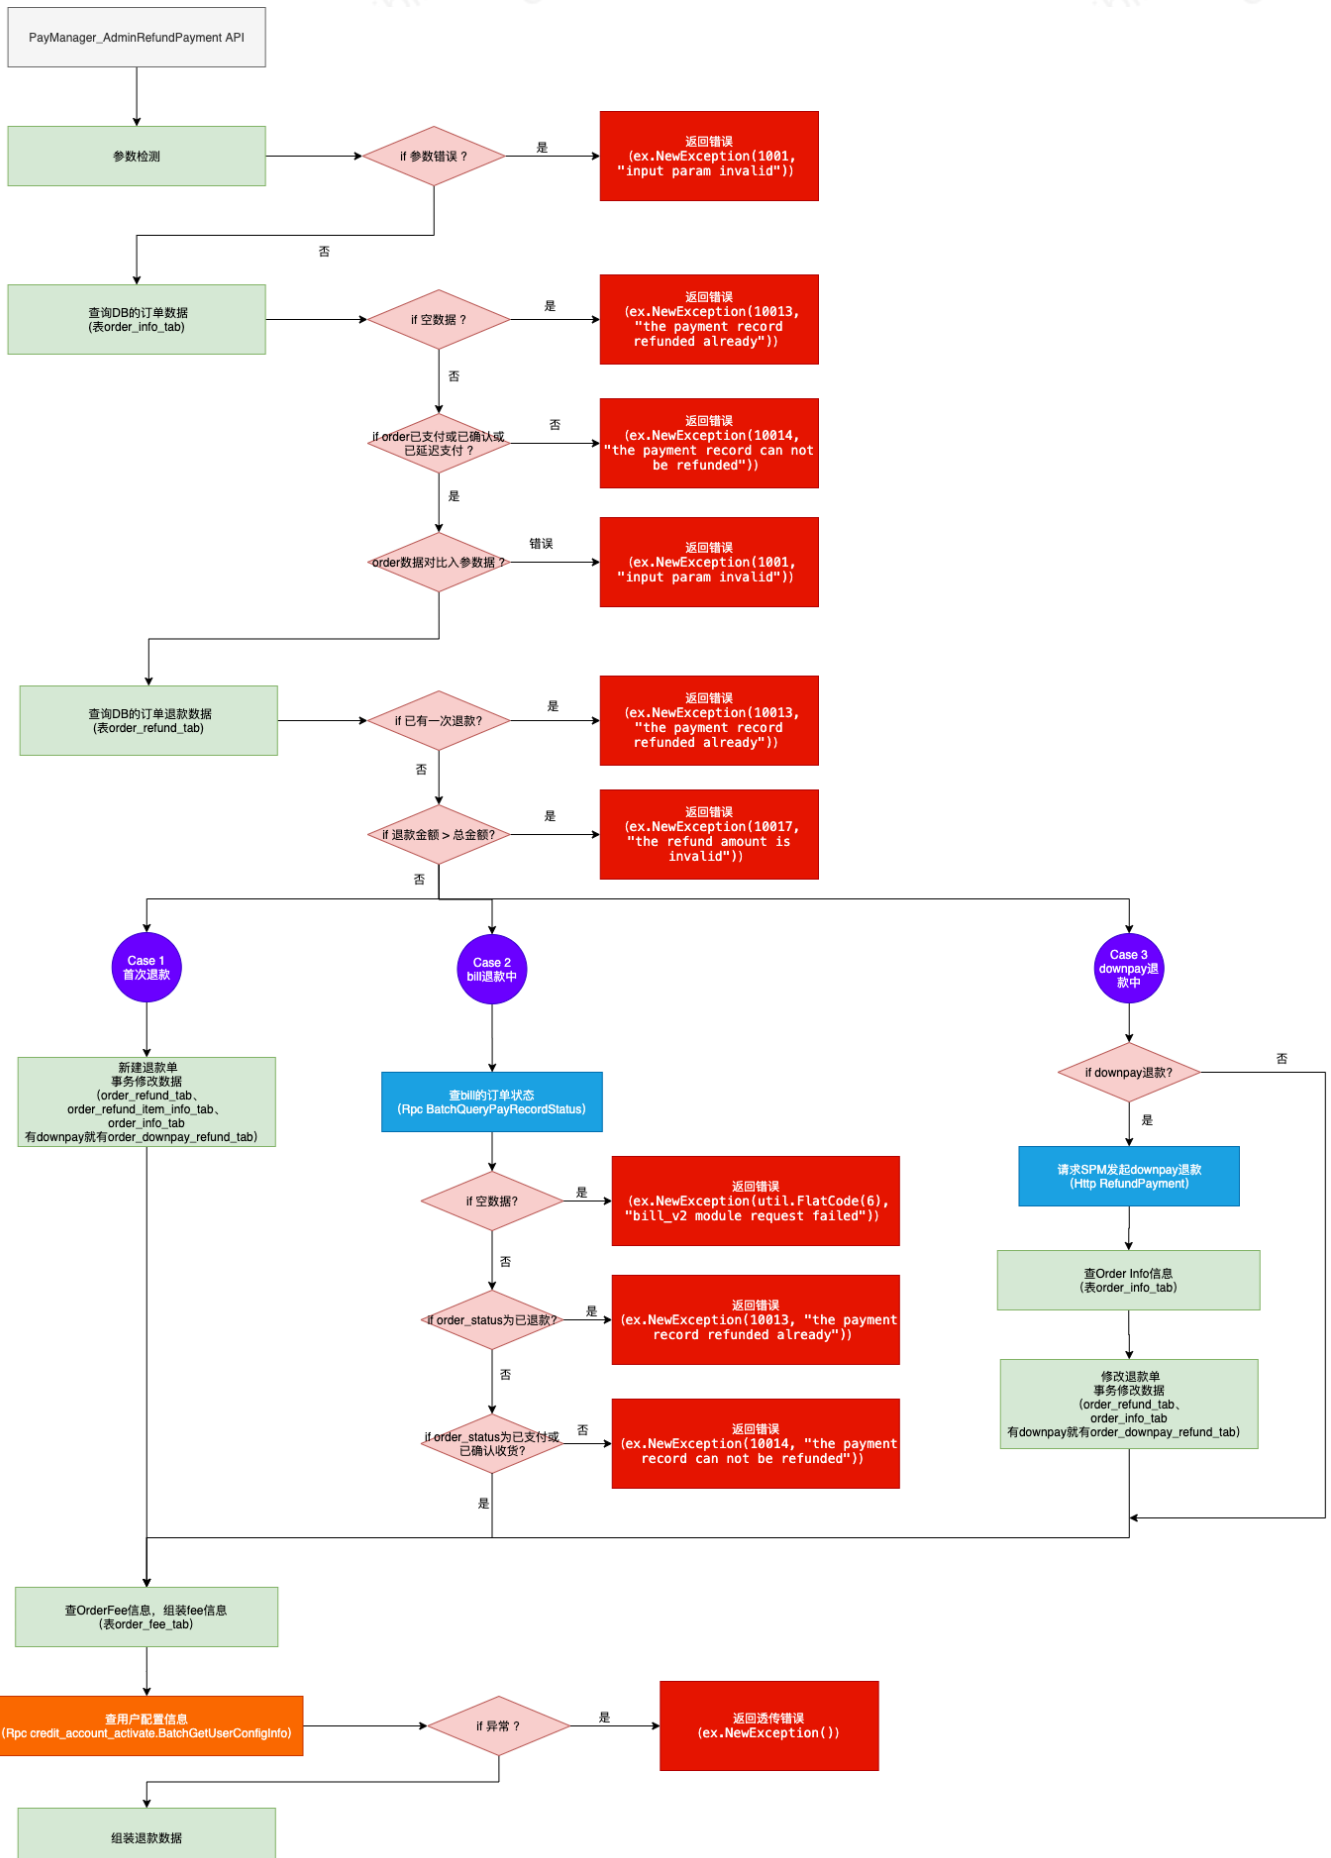 PayManager_AdminRefundPayment API
参数检测
if 参数错误 ?
是
返回错误
(ex.NewException(1001,
"input param invalid"))
否
查询DB的订单数据
(表order_info_tab)
if 空数据 ?
是
返回错误
(ex.NewException(10013,
"the payment record
refunded already"))
否
if order已支付或已确认或
已延迟支付 ?
否
返回错误
(ex.NewException(10014,
"the payment record can not
be refunded"))
是
order数据对比入参数据 ?
错误
返回错误
(ex.NewException(1001,
"input param invalid"))
查询DB的订单退款数据
(表order_refund_tab)
if 已有一次退款?
是
返回错误
(ex.NewException(10013,
"the payment record
refunded already"))
否
if 退款金额 > 总金额?
是
返回错误
(ex.NewException(10017,
"the refund amount is
invalid"))
否
Case 1
首次退款
Case 2
bill退款中
Case 3
downpay退
款中
新建退款单
事务修改数据
(order_refund_tab、
order_refund_item_info_tab、
order_info_tab
有downpay就有order_downpay_refund_tab)
查bill的订单状态
(Rpc BatchQueryPayRecordStatus)
if 空数据?
是
返回错误
(ex.NewException(util.FlatCode(6),
"bill_v2 module request failed"))
否
if order_status为已退款?
是
返回错误
(ex.NewException(10013, "the payment
record refunded already"))
否
if order_status为已支付或
已确认收货?
否
返回错误
(ex.NewException(10014, "the payment
record can not be refunded"))
是
if downpay退款?
否
是
请求SPM发起downpay退款
(Http RefundPayment)
查Order Info信息
(表order_info_tab)
修改退款单
事务修改数据
(order_refund_tab、
order_info_tab
有downpay就有order_downpay_refund_tab)
查OrderFee信息，组装fee信息
(表order_fee_tab)
查用户配置信息
(Rpc credit_account_activate.BatchGetUserConfigInfo)
if 异常 ?
是
返回透传错误
(ex.NewException())
组装退款数据